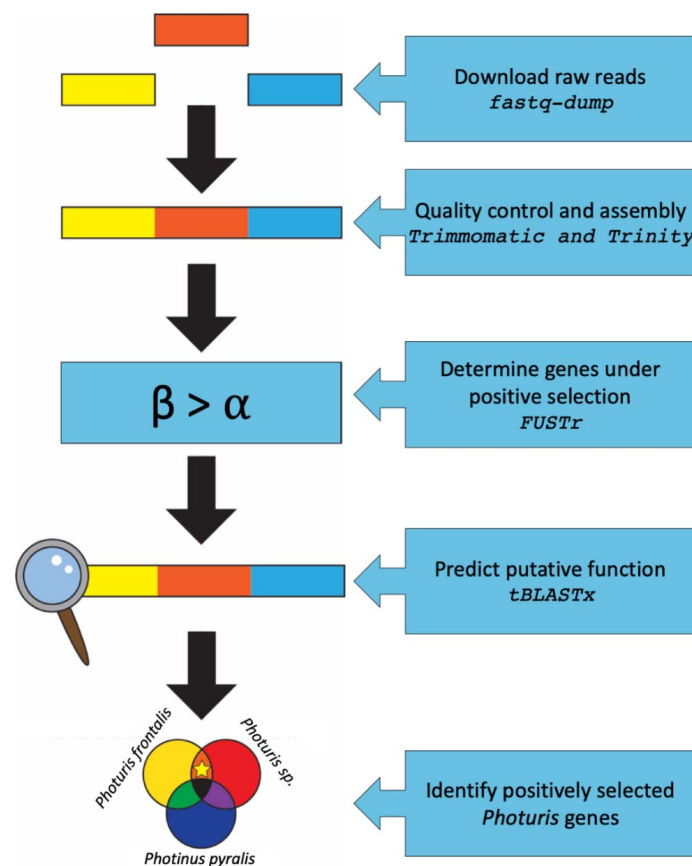 Download raw reads
fastq-dump
Quality control and assembly
Trimmomatic and Trinity
β > α
Determine genes under
positive selection
FUSTr
Predict putative function
tBLASTx
Photuris frontalis
Photuris sp.
Photinus pyralis
Identify positively selected
Photuris genes